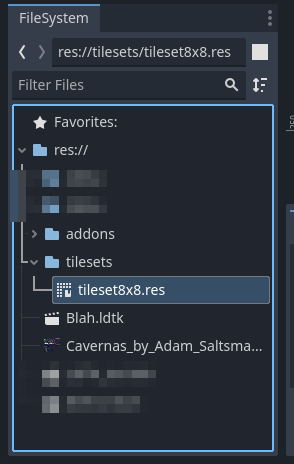 FileSystem
res://tilesets/tileset8x8.res
Filter Files
Favorites:
res://
addons
tilesets
tileset8x8.res
Blah.ldtk
Cavernas_by_Adam_Saltsma...